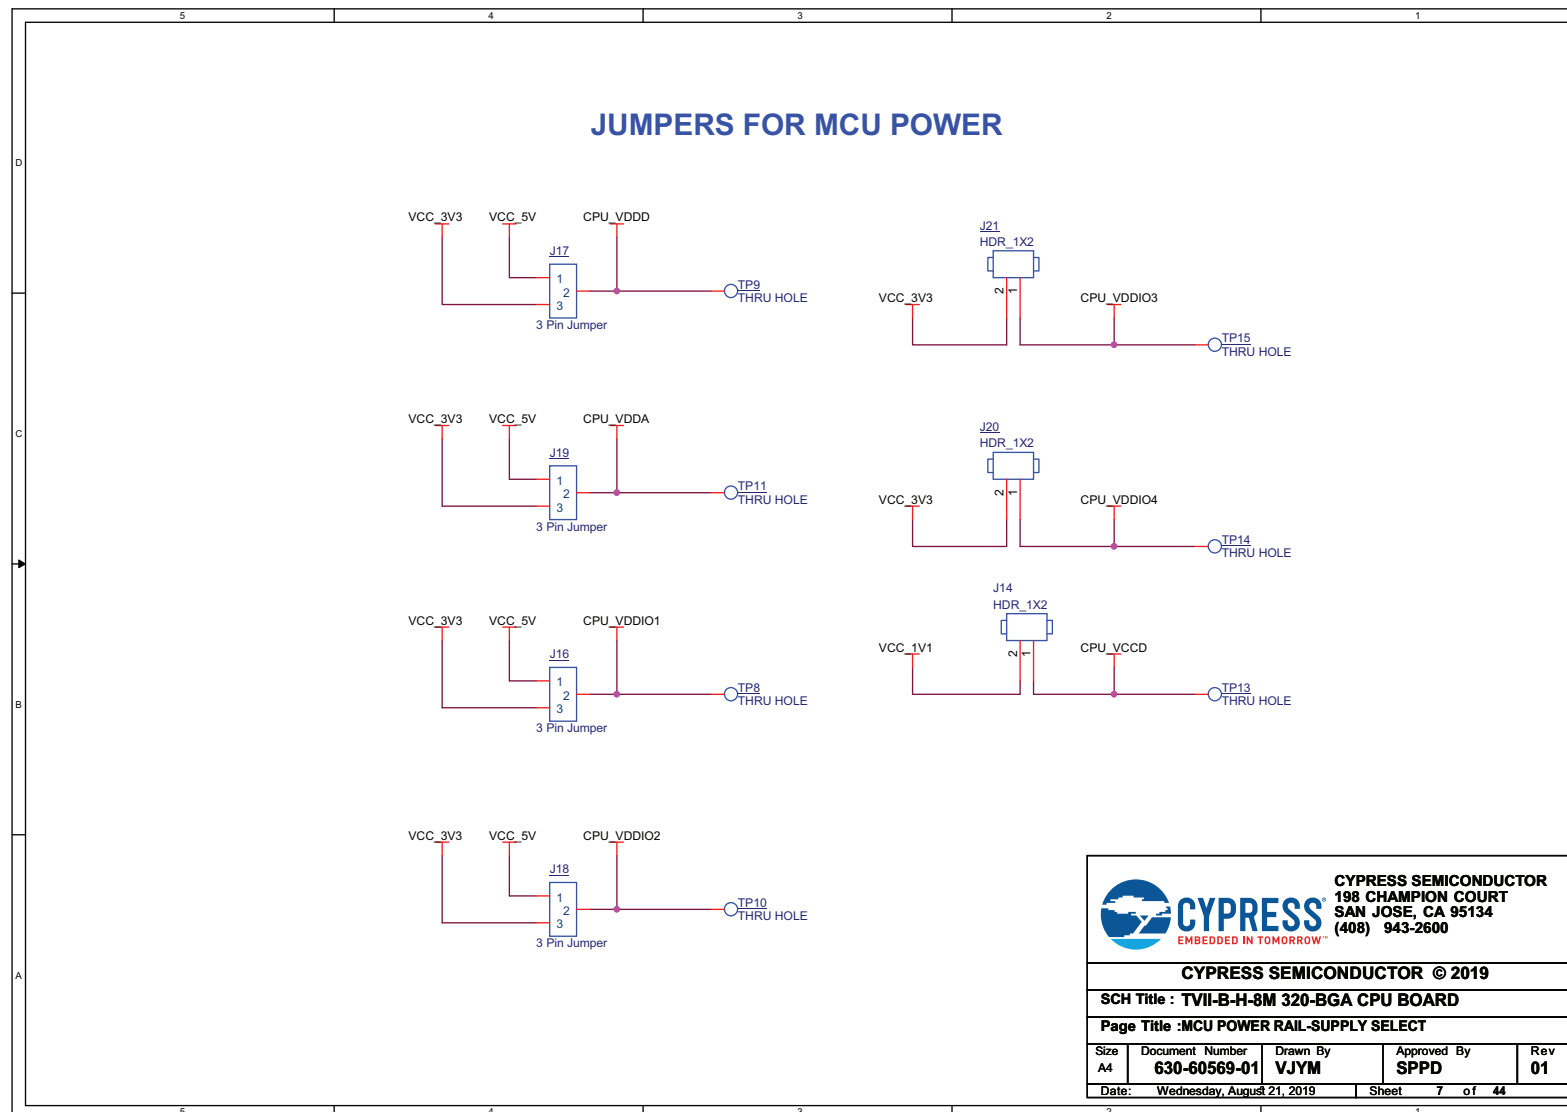 5 4 3 2 1
JUMPERS FOR MCU POWER
D
C
B
A
VCC_3V3 VCC_5V CPU_VDDD
J17
1
2
3
3 Pin Jumper
TP9
THRU HOLE
J21
HDR_1X2
2 1
VCC_3V3 CPU_VDDIO3
TP15
THRU HOLE
VCC_3V3 VCC_5V CPU_VDDA
J19
1
2
3
3 Pin Jumper
TP11
THRU HOLE
J20
HDR_1X2
2 1
VCC_3V3 CPU_VDDIO4
TP14
THRU HOLE
VCC_3V3 VCC_5V CPU_VDDIO1
J16
1
2
3
3 Pin Jumper
TP8
THRU HOLE
J14
HDR_1X2
2 1
VCC_1V1 CPU_VCCD
TP13
THRU HOLE
VCC_3V3 VCC_5V CPU_VDDIO2
J18
1
2
3
3 Pin Jumper
TP10
THRU HOLE
CYPRESS
EMBEDDED IN TOMORROW™
CYPRESS SEMICONDUCTOR
198 CHAMPION COURT
SAN JOSE, CA 95134
(408) 943-2600
CYPRESS SEMICONDUCTOR © 2019
SCH Title : TVII-B-H-8M 320-BGA CPU BOARD
Page Title :MCU POWER RAIL-SUPPLY SELECT
Size Document Number Drawn By Approved By Rev
A4 630-60569-01 VJYM SPPD 01
Date: Wednesday, August 21, 2019 Sheet 7 of 44
5 4 3 2 1